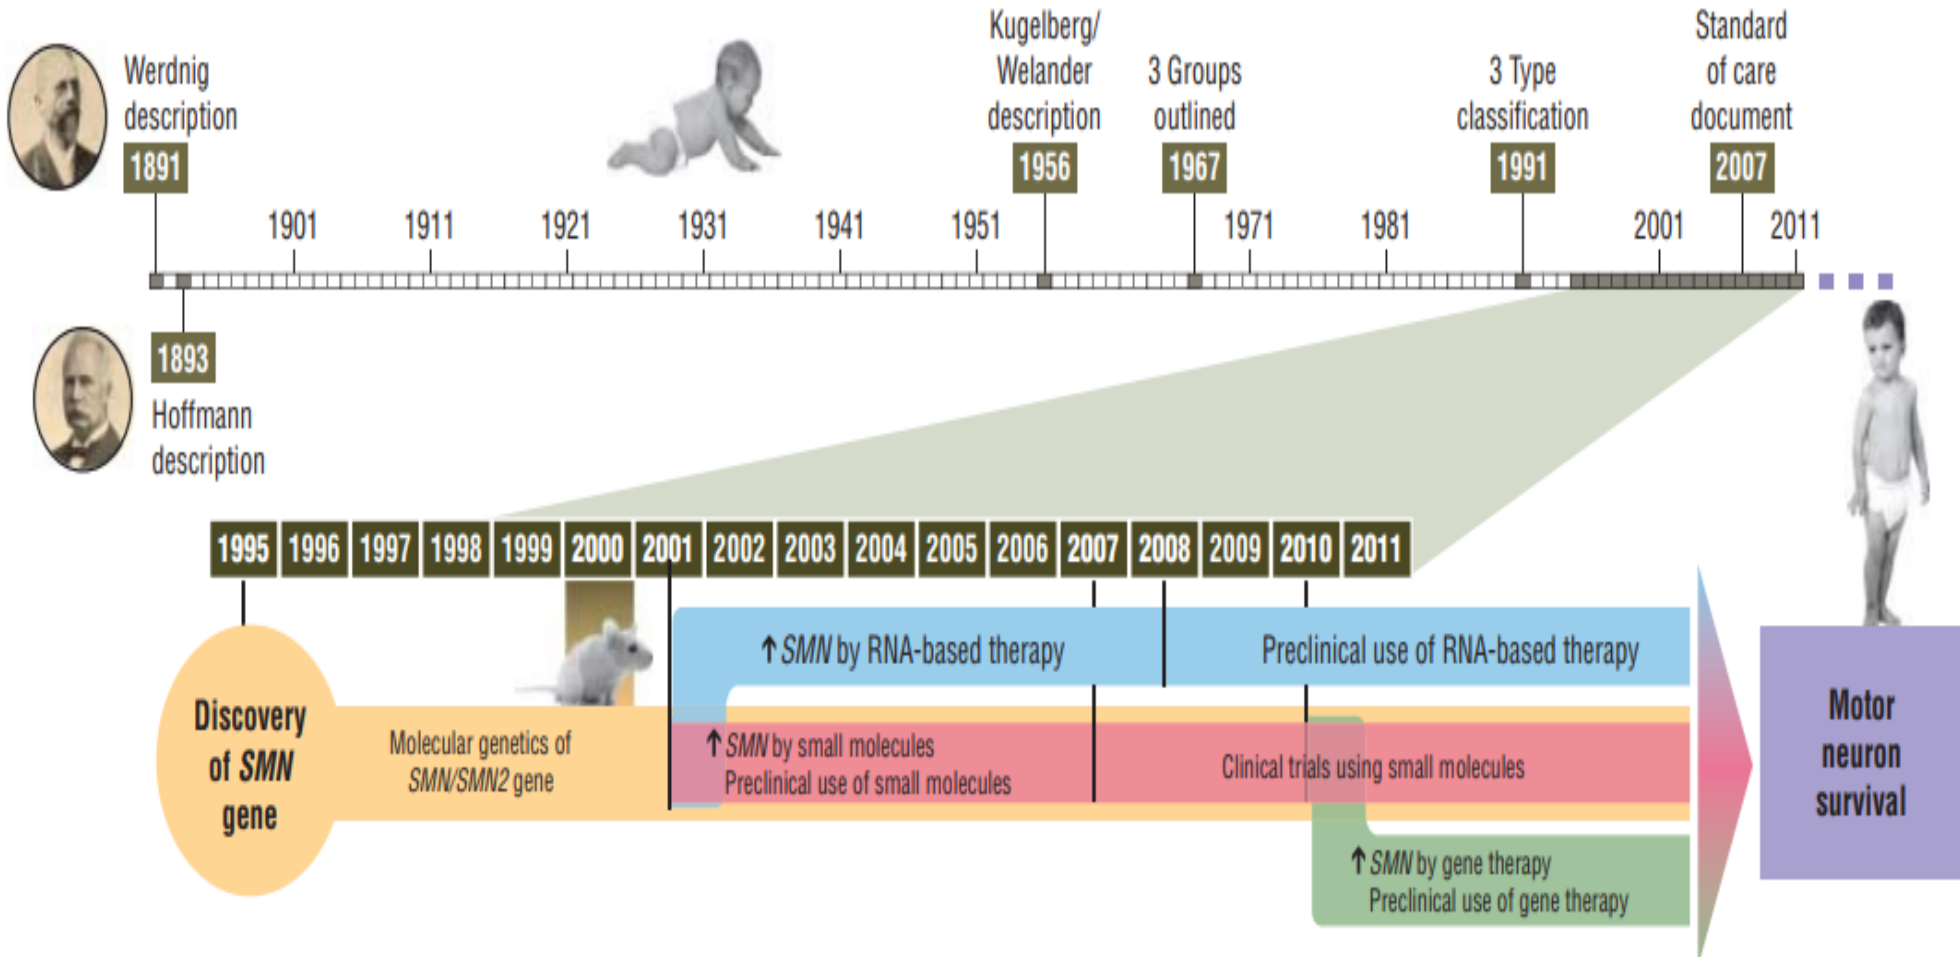 Werdnig
description
1891
Kugelberg/
Welander
description
1956
3 Groups
outlined
1967
3 Type
classification
1991
Standard
of care
document
2007
1901
1911
1921
1931
1941
1951
1971
1981
2001
2011
1893
Hoffmann
description
1995 1996 1997 1998 1999 2000 2001 2002 2003 2004 2005 2006 2007 2008 2009 2010 2011
Discovery
of SMN
gene
Molecular genetics of
SMN/SMN2 gene
↑ SMN by RNA-based therapy
Preclinical use of RNA-based therapy
↑ SMN by small molecules
Preclinical use of small molecules
Clinical trials using small molecules
↑ SMN by gene therapy
Preclinical use of gene therapy
Motor
neuron
survival